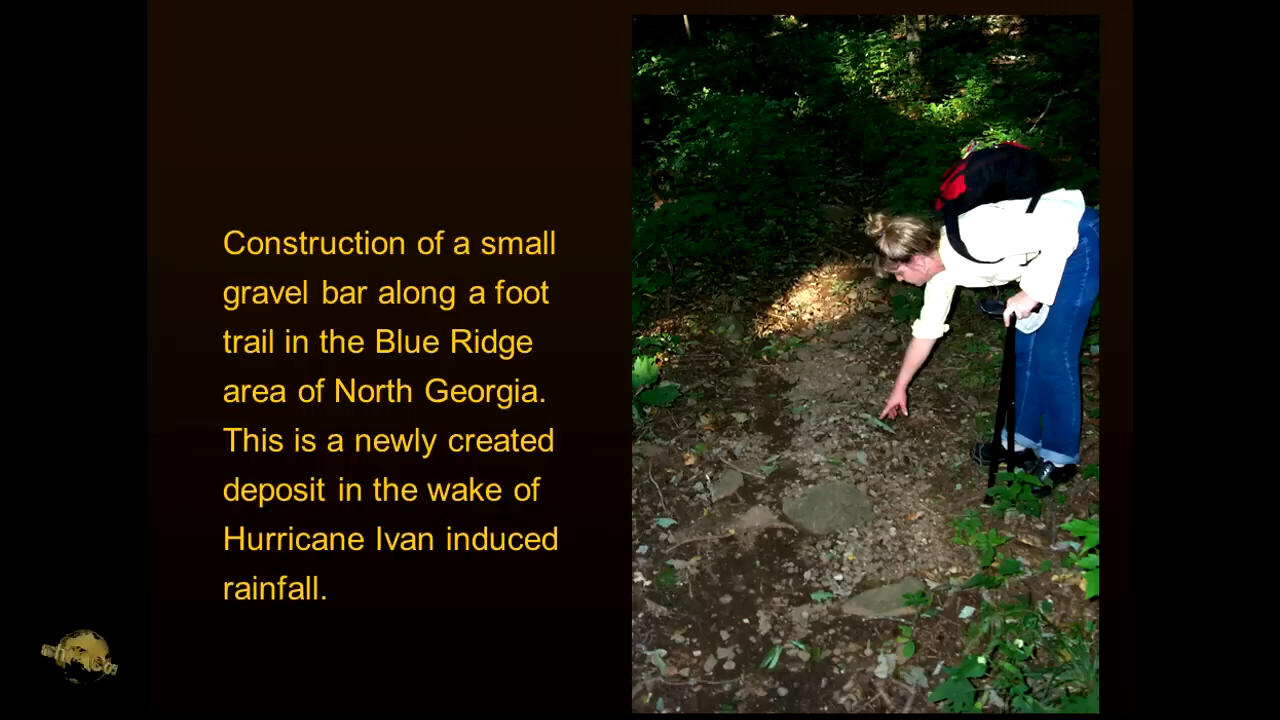 Construction of a small
gravel bar along a foot
trail in the Blue Ridge
area of North Georgia.
This is a newly created
deposit in the wake of
Hurricane Ivan induced
rainfall.